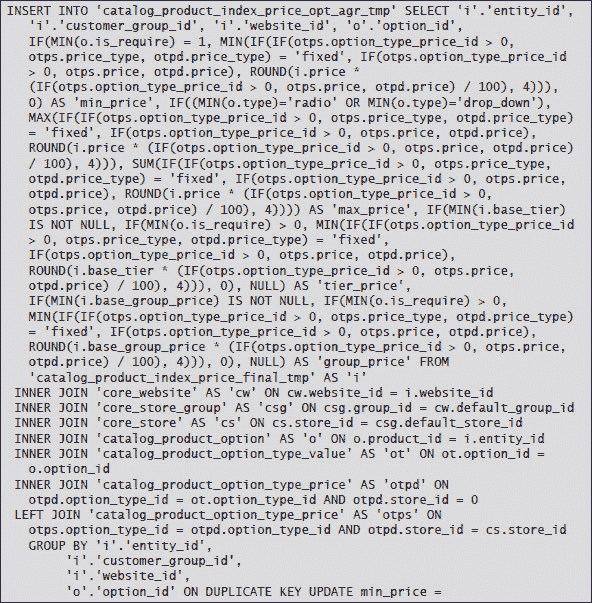 INSERT INTO 'catalog_product_index_price_opt_agr_tmp' SELECT 'i'.'entity_id',
'i'.'customer_group_id', 'i'.'website_id', 'o'.'option_id',
IF(MIN(o.is_require) = 1, MIN(IF(IF(otps.option_type_price_id > 0,
otps.price_type, otpd.price_type) = 'fixed', IF(otps.option_type_price_id
> 0, otps.price, otpd.price), ROUND(i.price *
(IF(otps.option_type_price_id > 0, otps.price, otpd.price) / 100), 4))),
0) AS 'min_price', IF((MIN(o.type)='radio' OR MIN(o.type)='drop_down'),
MAX(IF(IF(otps.option_type_price_id > 0, otps.price_type, otpd.price_type)
= 'fixed', IF(otps.option_type_price_id > 0, otps.price, otpd.price),
ROUND(i.price * (IF(otps.option_type_price_id > 0, otps.price, otpd.price)
/ 100), 4))), SUM(IF(IF(otps.option_type_price_id > 0, otps.price_type,
otpd.price_type) = 'fixed', IF(otps.option_type_price_id > 0, otps.price,
otpd.price), ROUND(i.price * (IF(otps.option_type_price_id > 0,
otps.price, otpd.price) / 100), 4)))) AS 'max_price', IF(MIN(i.base_tier)
IS NOT NULL, IF(MIN(o.is_require) > 0, MIN(IF(IF(otps.option_type_price_id
> 0, otps.price_type, otpd.price_type) = 'fixed',
IF(otps.option_type_price_id > 0, otps.price, otpd.price),
ROUND(i.base_tier * (IF(otps.option_type_price_id > 0, otps.price,
otpd.price) / 100), 4))), 0), NULL) AS 'tier_price',
IF(MIN(i.base_group_price) IS NOT NULL, IF(MIN(o.is_require) > 0,
MIN(IF(IF(otps.option_type_price_id > 0, otps.price_type, otpd.price_type)
= 'fixed', IF(otps.option_type_price_id > 0, otps.price, otpd.price),
ROUND(i.base_group_price * (IF(otps.option_type_price_id > 0, otps.price,
otpd.price) / 100), 4))), 0), NULL) AS 'group_price' FROM
'catalog_product_index_price_final_tmp' AS 'i'
INNER JOIN 'core_website' AS 'cw' ON cw.website_id = i.website_id
INNER JOIN 'core_store_group' AS 'csg' ON csg.group_id = cw.default_group_id
INNER JOIN 'core_store' AS 'cs' ON cs.store_id = csg.default_store_id
INNER JOIN 'catalog_product_option' AS 'o' ON o.product_id = i.entity_id
INNER JOIN 'catalog_product_option_type_value' AS 'ot' ON ot.option_id =
o.option_id
INNER JOIN 'catalog_product_option_type_price' AS 'otpd' ON
otpd.option_type_id = ot.option_type_id AND otpd.store_id = 0
LEFT JOIN 'catalog_product_option_type_price' AS 'otps' ON
otps.option_type_id = otpd.option_type_id AND otpd.store_id = cs.store_id
GROUP BY 'i'.'entity_id',
'i'.'customer_group_id',
'i'.'website_id',
'o'.'option_id' ON DUPLICATE KEY UPDATE min_price =